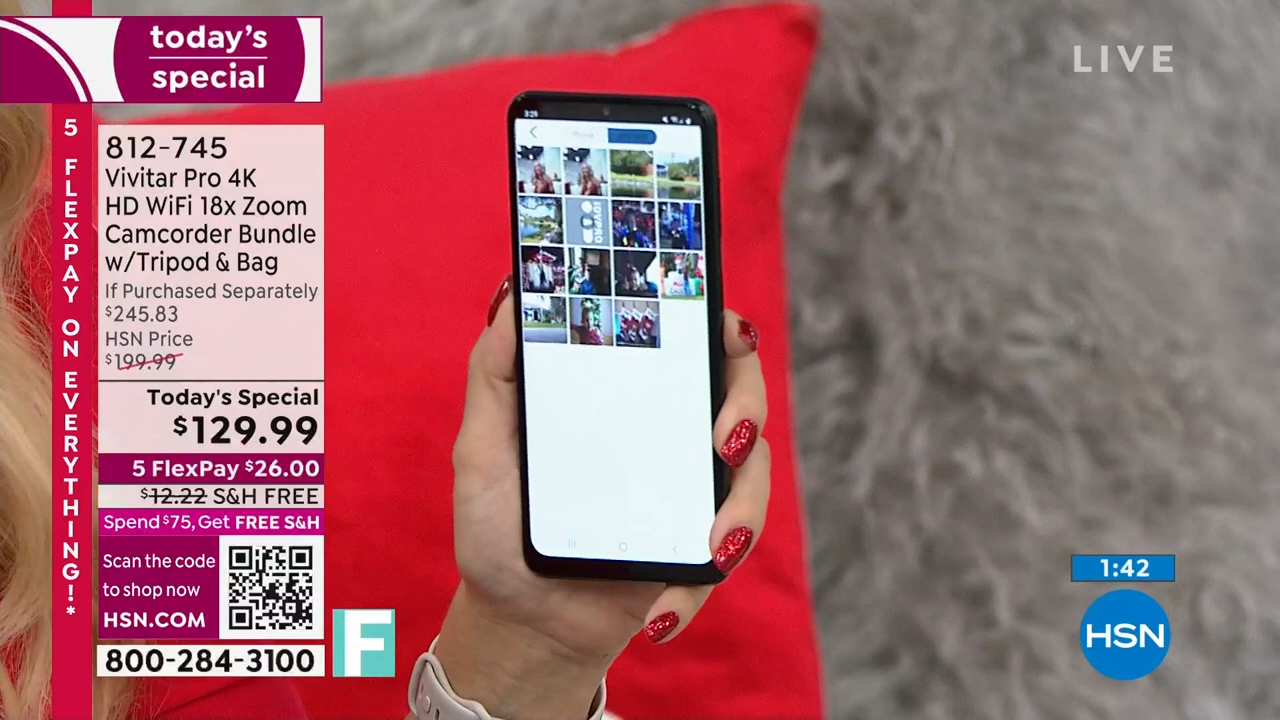 today's
special
LIVE
5 FLEXPAY ON EVERYTHING!*
812-745
Vivitar Pro 4K
HD WiFi 18x Zoom
Camcorder Bundle
w/Tripod & Bag
If Purchased Separately
$245.83
HSN Price
$199.99
Today's Special
$129.99
5 FlexPay $26.00
$12.22 S&H FREE
Spend $75, Get FREE S&H
Scan the code
to shop now
HSN.COM
800-284-3100
F
3:29
1:42
HSN